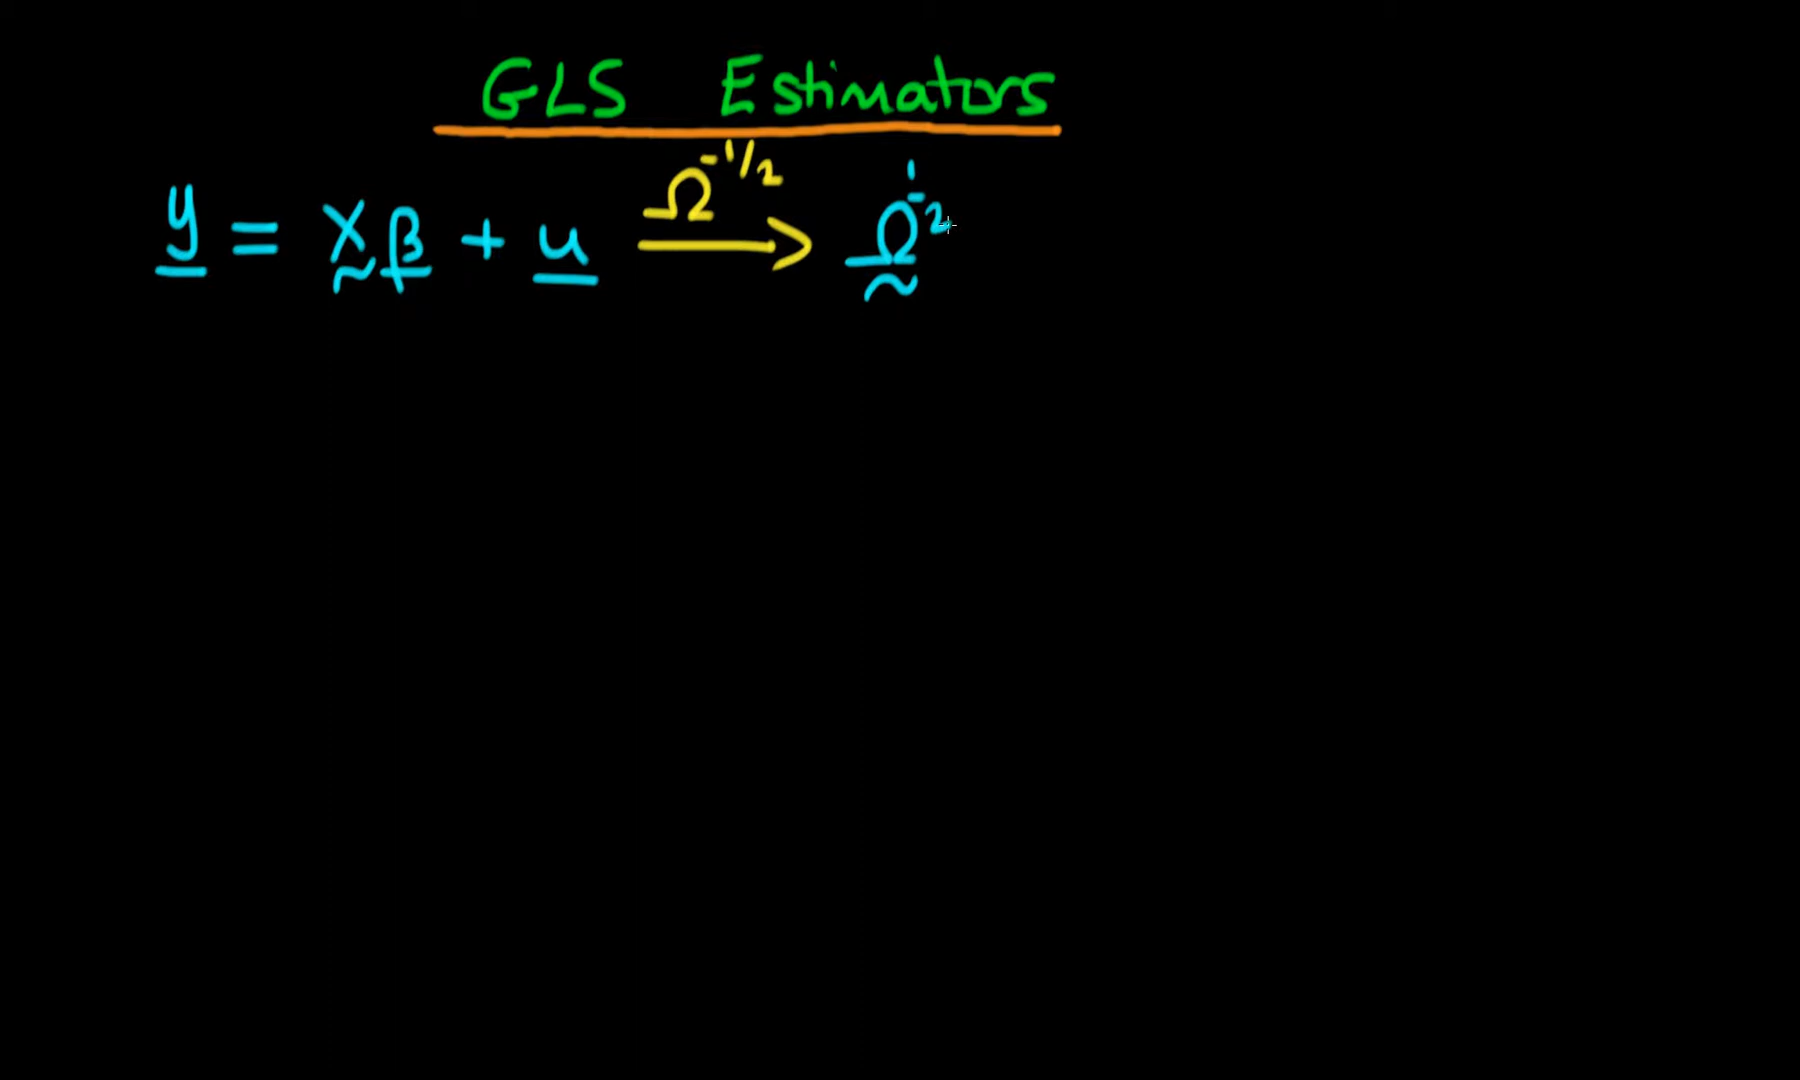 GLS Estimators
y = Xβ + u Ω^{-1/2} → Ω^{-1/2}